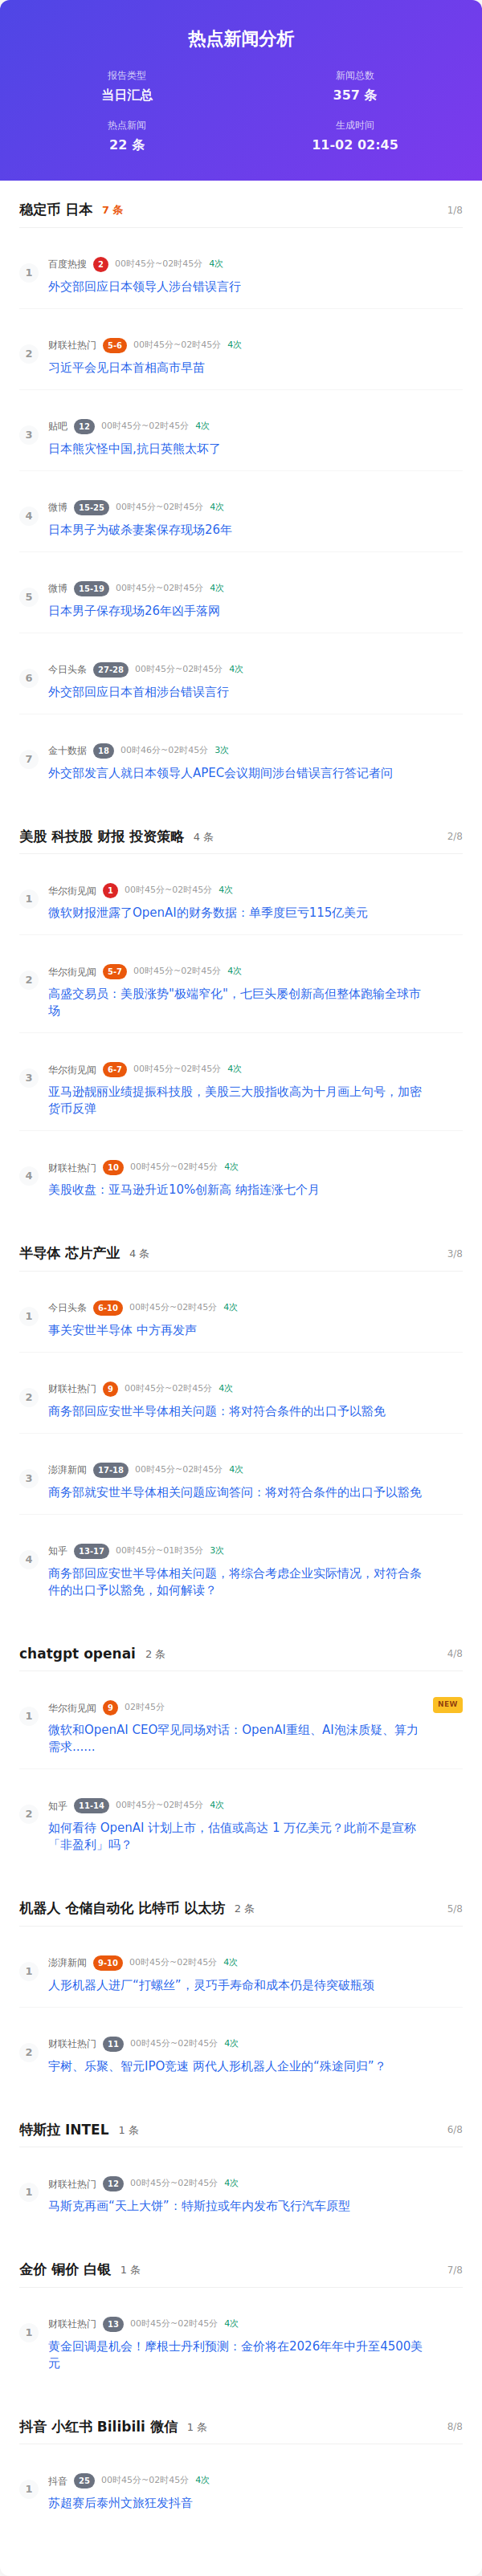 热点新闻分析
报告类型
新闻总数
当日汇总
357 条
热点新闻
生成时间
22 条
11-02 02:45
稳定币 日本 7 条 1/8
1
百度热搜 2 00时45分~02时45分 4次
外交部回应日本领导人涉台错误言行
2
财联社热门 5-6 00时45分~02时45分 4次
习近平会见日本首相高市早苗
3
贴吧 12 00时45分~02时45分 4次
日本熊灾怪中国,抗日英熊太坏了
4
微博 15-25 00时45分~02时45分 4次
日本男子为破杀妻案保存现场26年
5
微博 15-19 00时45分~02时45分 4次
日本男子保存现场26年凶手落网
6
今日头条 27-28 00时45分~02时45分 4次
外交部回应日本首相涉台错误言行
7
金十数据 18 00时46分~02时45分 3次
外交部发言人就日本领导人APEC会议期间涉台错误言行答记者问
美股 科技股 财报 投资策略 4 条 2/8
1
华尔街见闻 1 00时45分~02时45分 4次
微软财报泄露了OpenAI的财务数据：单季度巨亏115亿美元
2
华尔街见闻 5-7 00时45分~02时45分 4次
高盛交易员：美股涨势"极端窄化"，七巨头屡创新高但整体跑输全球市
场
3
华尔街见闻 6-7 00时45分~02时45分 4次
亚马逊靓丽业绩提振科技股，美股三大股指收高为十月画上句号，加密
货币反弹
4
财联社热门 10 00时45分~02时45分 4次
美股收盘：亚马逊升近10%创新高 纳指连涨七个月
半导体 芯片产业 4 条 3/8
1
今日头条 6-10 00时45分~02时45分 4次
事关安世半导体 中方再发声
2
财联社热门 9 00时45分~02时45分 4次
商务部回应安世半导体相关问题：将对符合条件的出口予以豁免
3
澎湃新闻 17-18 00时45分~02时45分 4次
商务部就安世半导体相关问题应询答问：将对符合条件的出口予以豁免
4
知乎 13-17 00时45分~01时35分 3次
商务部回应安世半导体相关问题，将综合考虑企业实际情况，对符合条
件的出口予以豁免，如何解读？
chatgpt openai 2 条 4/8
1
华尔街见闻 9 02时45分 NEW
微软和OpenAI CEO罕见同场对话：OpenAI重组、AI泡沫质疑、算力
需求......
2
知乎 11-14 00时45分~02时45分 4次
如何看待 OpenAI 计划上市，估值或高达 1 万亿美元？此前不是宣称
「非盈利」吗？
机器人 仓储自动化 比特币 以太坊 2 条 5/8
1
澎湃新闻 9-10 00时45分~02时45分 4次
人形机器人进厂“打螺丝”，灵巧手寿命和成本仍是待突破瓶颈
2
财联社热门 11 00时45分~02时45分 4次
宇树、乐聚、智元IPO竞速 两代人形机器人企业的“殊途同归”？
特斯拉 INTEL 1 条 6/8
1
财联社热门 12 00时45分~02时45分 4次
马斯克再画“天上大饼”：特斯拉或年内发布飞行汽车原型
金价 铜价 白银 1 条 7/8
1
财联社热门 13 00时45分~02时45分 4次
黄金回调是机会！摩根士丹利预测：金价将在2026年年中升至4500美
元
抖音 小红书 Bilibili 微信 1 条 8/8
1
抖音 25 00时45分~02时45分 4次
苏超赛后泰州文旅狂发抖音